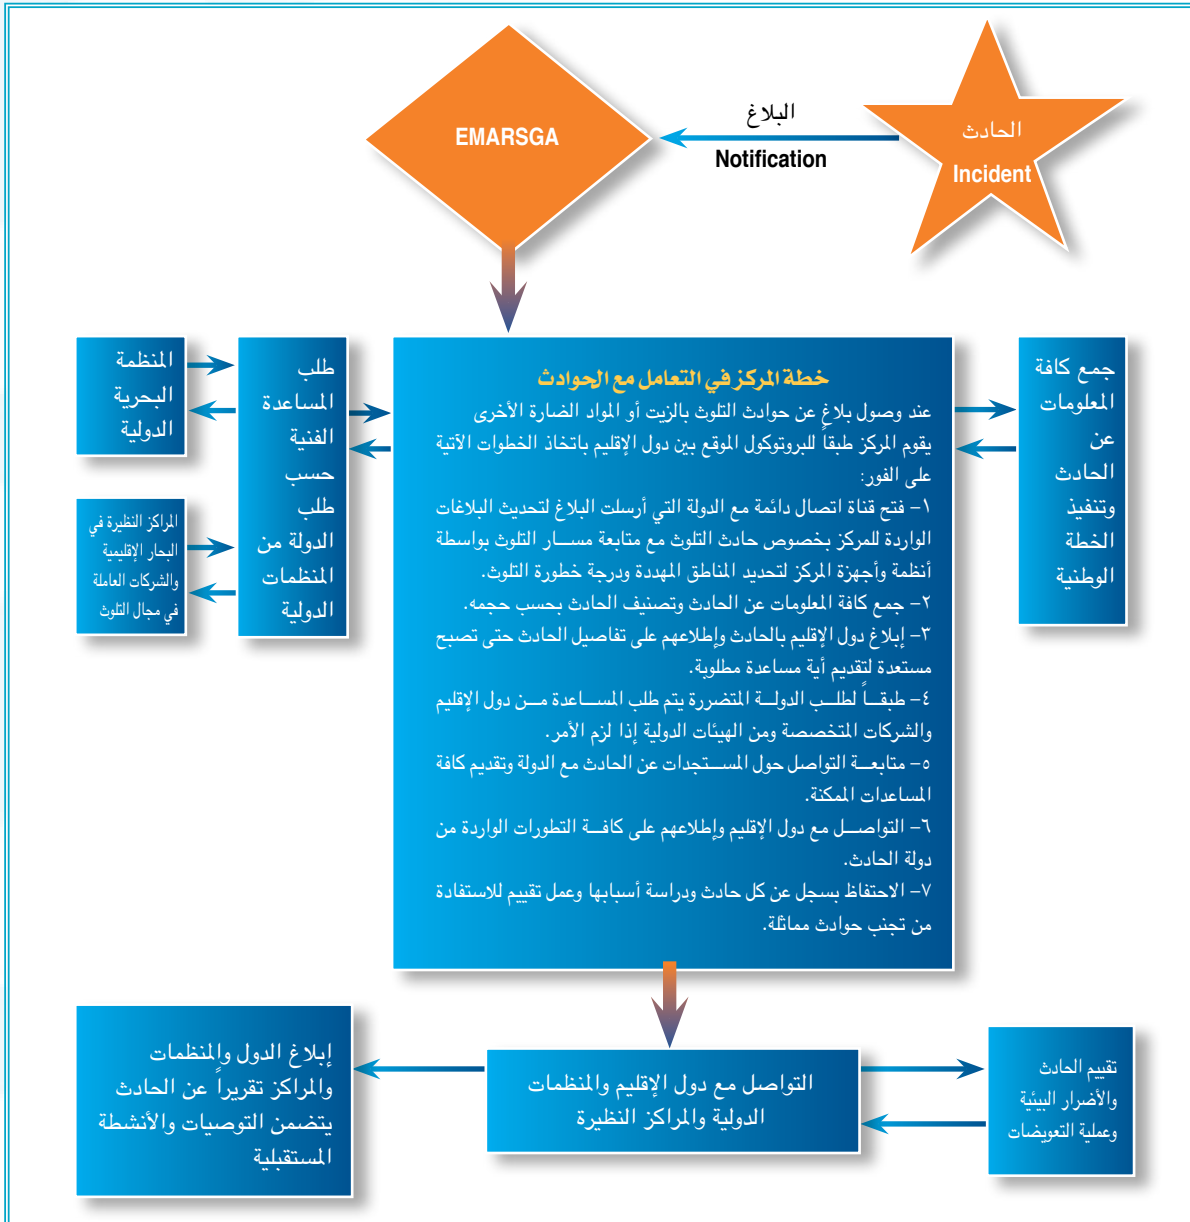 الحادث
Incident
البلاغ
Notification
EMARSGA
جمع كافة
المعلومات
عن
الحادث
وتنفيذ
الخطة
الوطنية
خطة المركز في التعامل مع الحوادث
عند وصول بلاغ عن حوادث التلوث بالزيت أو المواد الضارة الأخرى
يقوم المركز طبقاً للبروتوكول الموقع بين دول الإقليم باتخاذ الخطوات الآتية
على الفور:
١- فتح قناة اتصال دائمة مع الدولة التي أرسلت البلاغ لتحديث البلاغات
الواردة للمركز بخصوص حادث التلوث مع متابعة مســار التلوث بواسطة
أنظمة وأجهزة المركز لتحديد المناطق المهددة ودرجة خطورة التلوث.
٢- جمع كافة المعلومات عن الحادث وتصنيف الحادث بحسب حجمه.
٣- إبلاغ دول الإقليم بالحادث وإطلاعهم على تفاصيل الحادث حتى تصبح
مستعدة لتقديم أية مساعدة مطلوبة.
٤- طبقــاً لطلــب الدولــة المتضررة يتم طلب المساعدة مــن دول الإقليم
والشركات المتخصصة ومن الهيئات الدولية إذا لزم الأمر.
٥- متابعــة التواصل حول المســتجدات عن الحادث مع الدولة وتقديم كافة
المساعدات الممكنة.
٦- التواصــل مع دول الإقليم وإطلاعهم على كافــة التطورات الواردة من
دولة الحادث.
٧- الاحتفاظ بسجل عن كل حادث ودراسة أسبابها وعمل تقييم للاستفادة
من تجنب حوادث مماثلة.
طلب
المساعدة
الفنية
حسب
طلب
الدولة من
المنظمات
الدولية
المنظمة
البحرية
الدولية
المراكز النظيرة في
البحار الإقليمية
والشركات العاملة
في مجال التلوث
تقييم الحادث
والأضرار البيئية
وعملية التعويضات
التواصل مع دول الإقليم والمنظمات
الدولية والمراكز النظيرة
إبلاغ الدول والمنظمات
والمراكز تقريراً عن الحادث
يتضمن التوصيات والأنشطة
المستقبلية